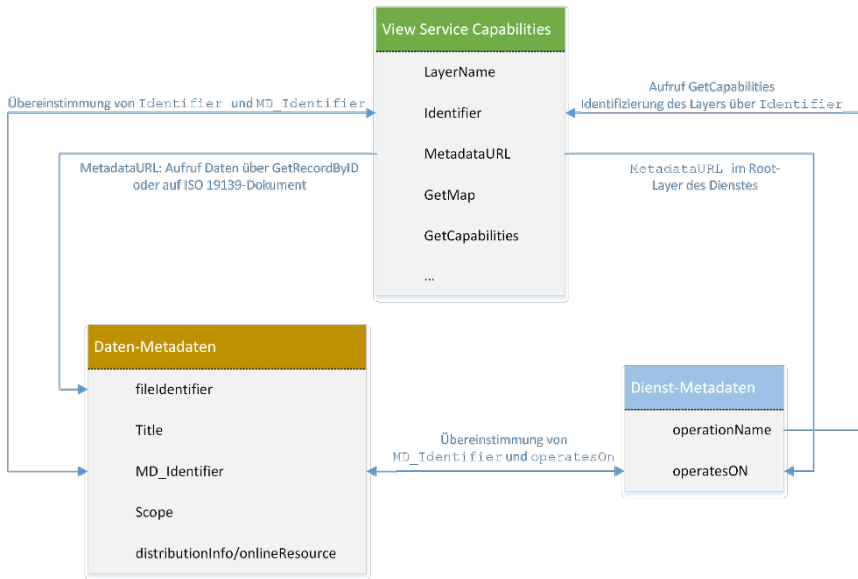 View Service Capabilities
LayerName
Identifier
MetadataURL
GetMap
GetCapabilities
...
Übereinstimmung von Identifier und MD_Identifier
MetadataURL: Aufruf Daten über GetRecordByID
oder auf ISO 19139-Dokument
Aufruf GetCapabilities
Identifizierung des Layers über Identifier
MetadataURL im Root-
Layer des Dienstes
Daten-Metadaten
fileIdentifier
Title
MD_Identifier
Scope
distributionInfo/onlineResource
Übereinstimmung von
MD_Identifier und operatesOn
Dienst-Metadaten
operationName
operatesON